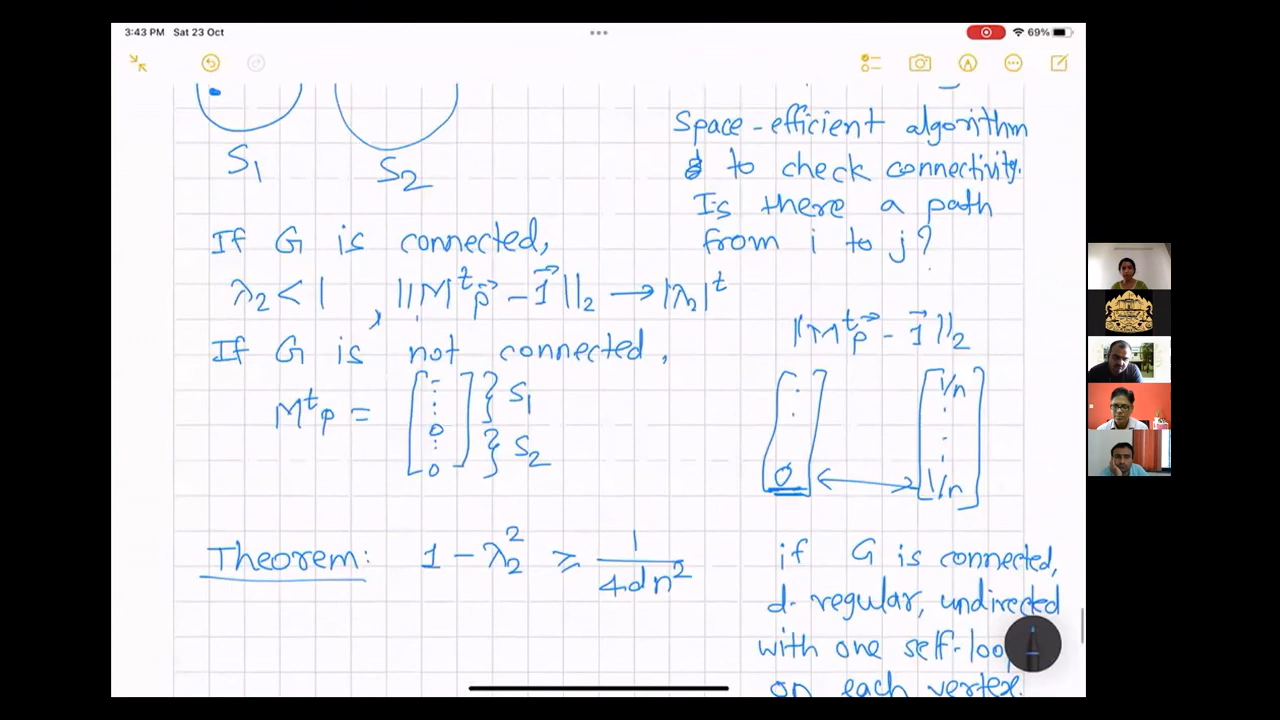 3:43 PM Sat 23 Oct
69%
S1
S2
Space-efficient algorithm
to check connectivity.
Is there a path
from i to j?
If G is connected,
λ2 < 1 , ||M^t p⃗ - 1⃗ ||2 → |λ2|^t
If G is not connected,
M^t p = [ - : : 0 : 0 ] } S1 } S2
||M^t p⃗ - 1⃗ ||2
[ . . 0 ] ↔ [ 1/n . . 1/n ]
Theorem: 1 - λ2^2 ≥ 1/4dn^2
if G is connected,
d-regular, undirected
with one self-loop
on each vertex.